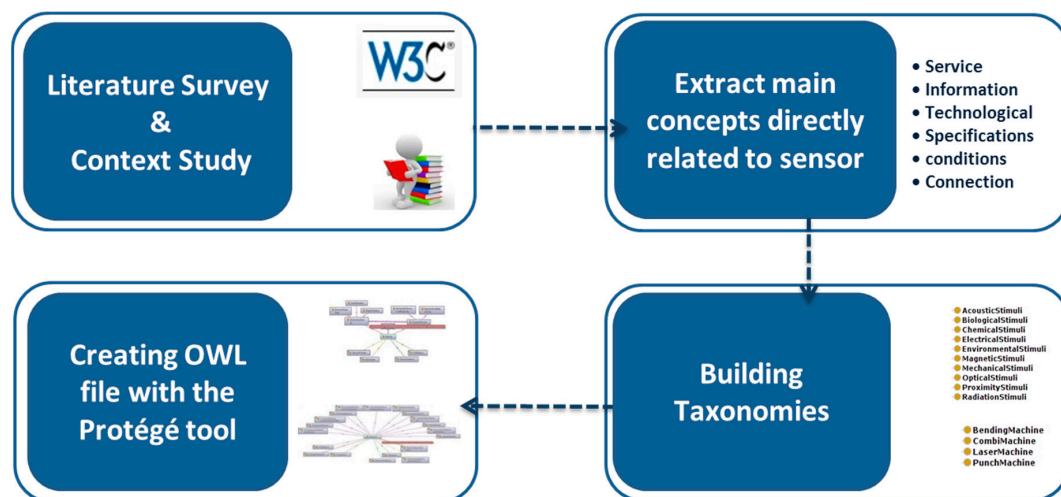 Literature Survey
&
Context Study
W3C®
Extract main
concepts directly
related to sensor
• Service
• Information
• Technological
• Specifications
• conditions
• Connection
Creating OWL
file with the
Protégé tool
Building
Taxonomies
AcousticStimuli
BiologicalStimuli
ChemicalStimuli
ElectricalStimuli
EnvironmentalStimuli
MagneticStimuli
MechanicalStimuli
OpticalStimuli
ProximityStimuli
RadiationStimuli
BendingMachine
CombiMachine
LaserMachine
PunchMachine